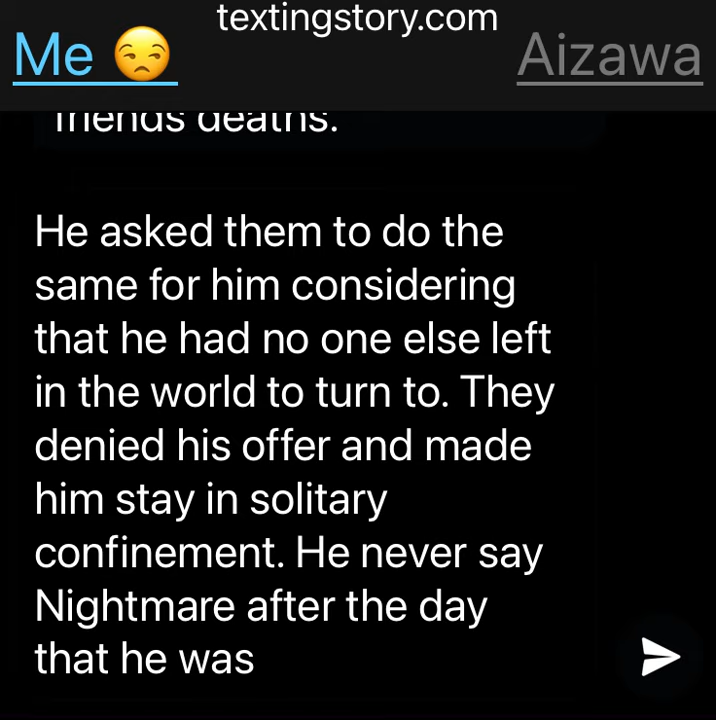 textingstory.com
Me 😒
Aizawa
friends deaths.
He asked them to do the
same for him considering
that he had no one else left
in the world to turn to. They
denied his offer and made
him stay in solitary
confinement. He never say
Nightmare after the day
that he was